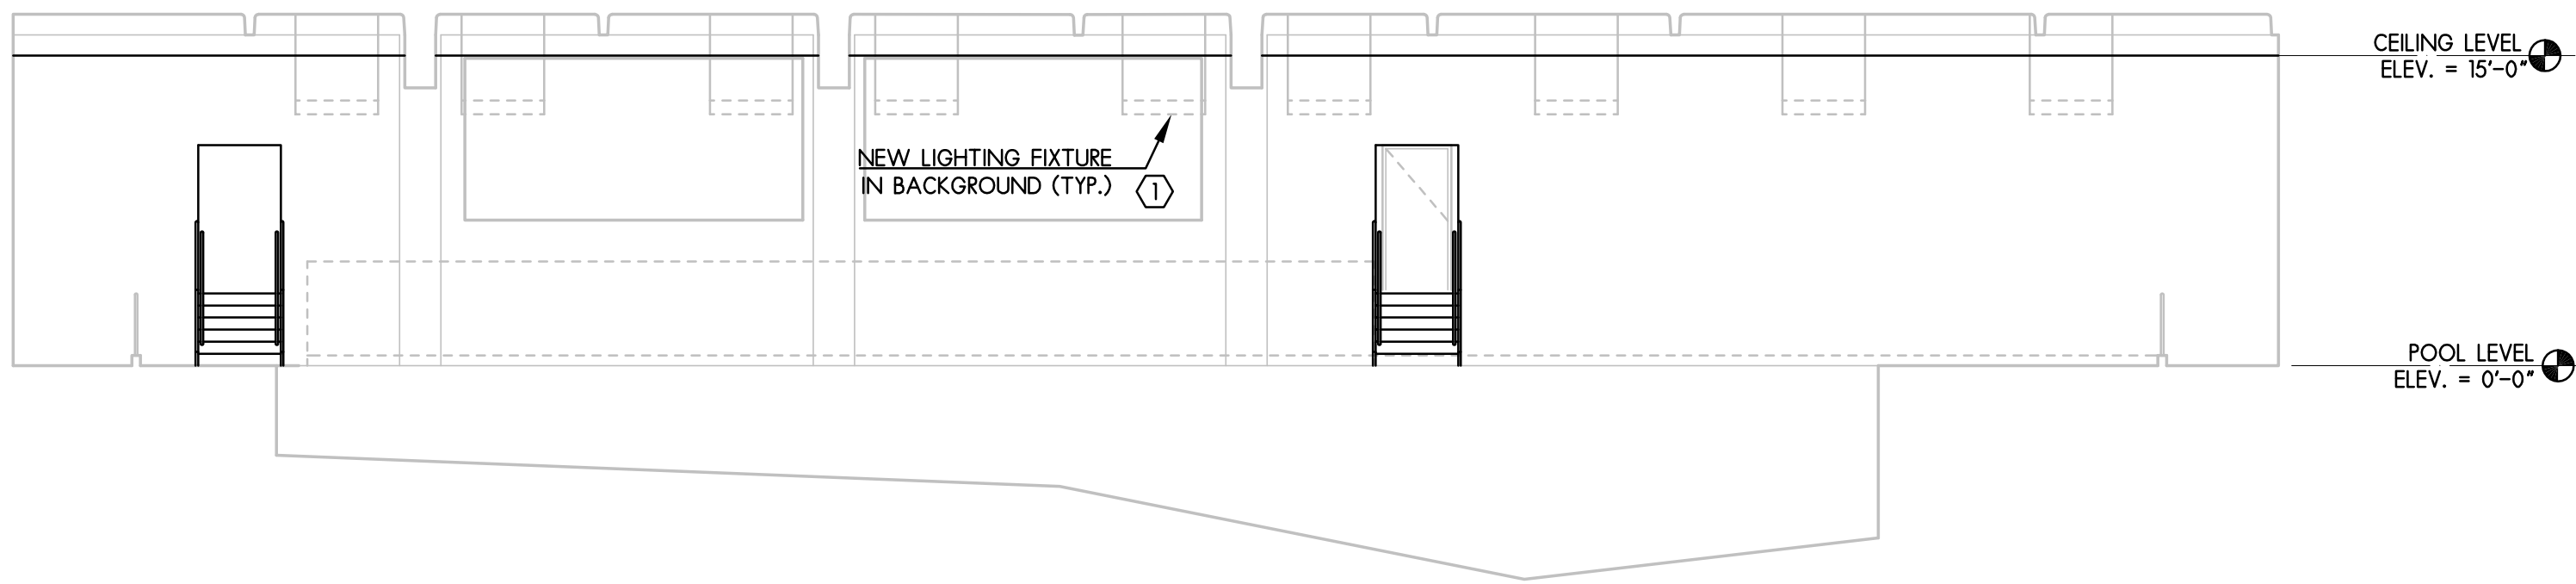 CEILING LEVEL
ELEV. = 15'-0"
NEW LIGHTING FIXTURE
IN BACKGROUND (TYP.)
1
POOL LEVEL
ELEV. = 0'-0"